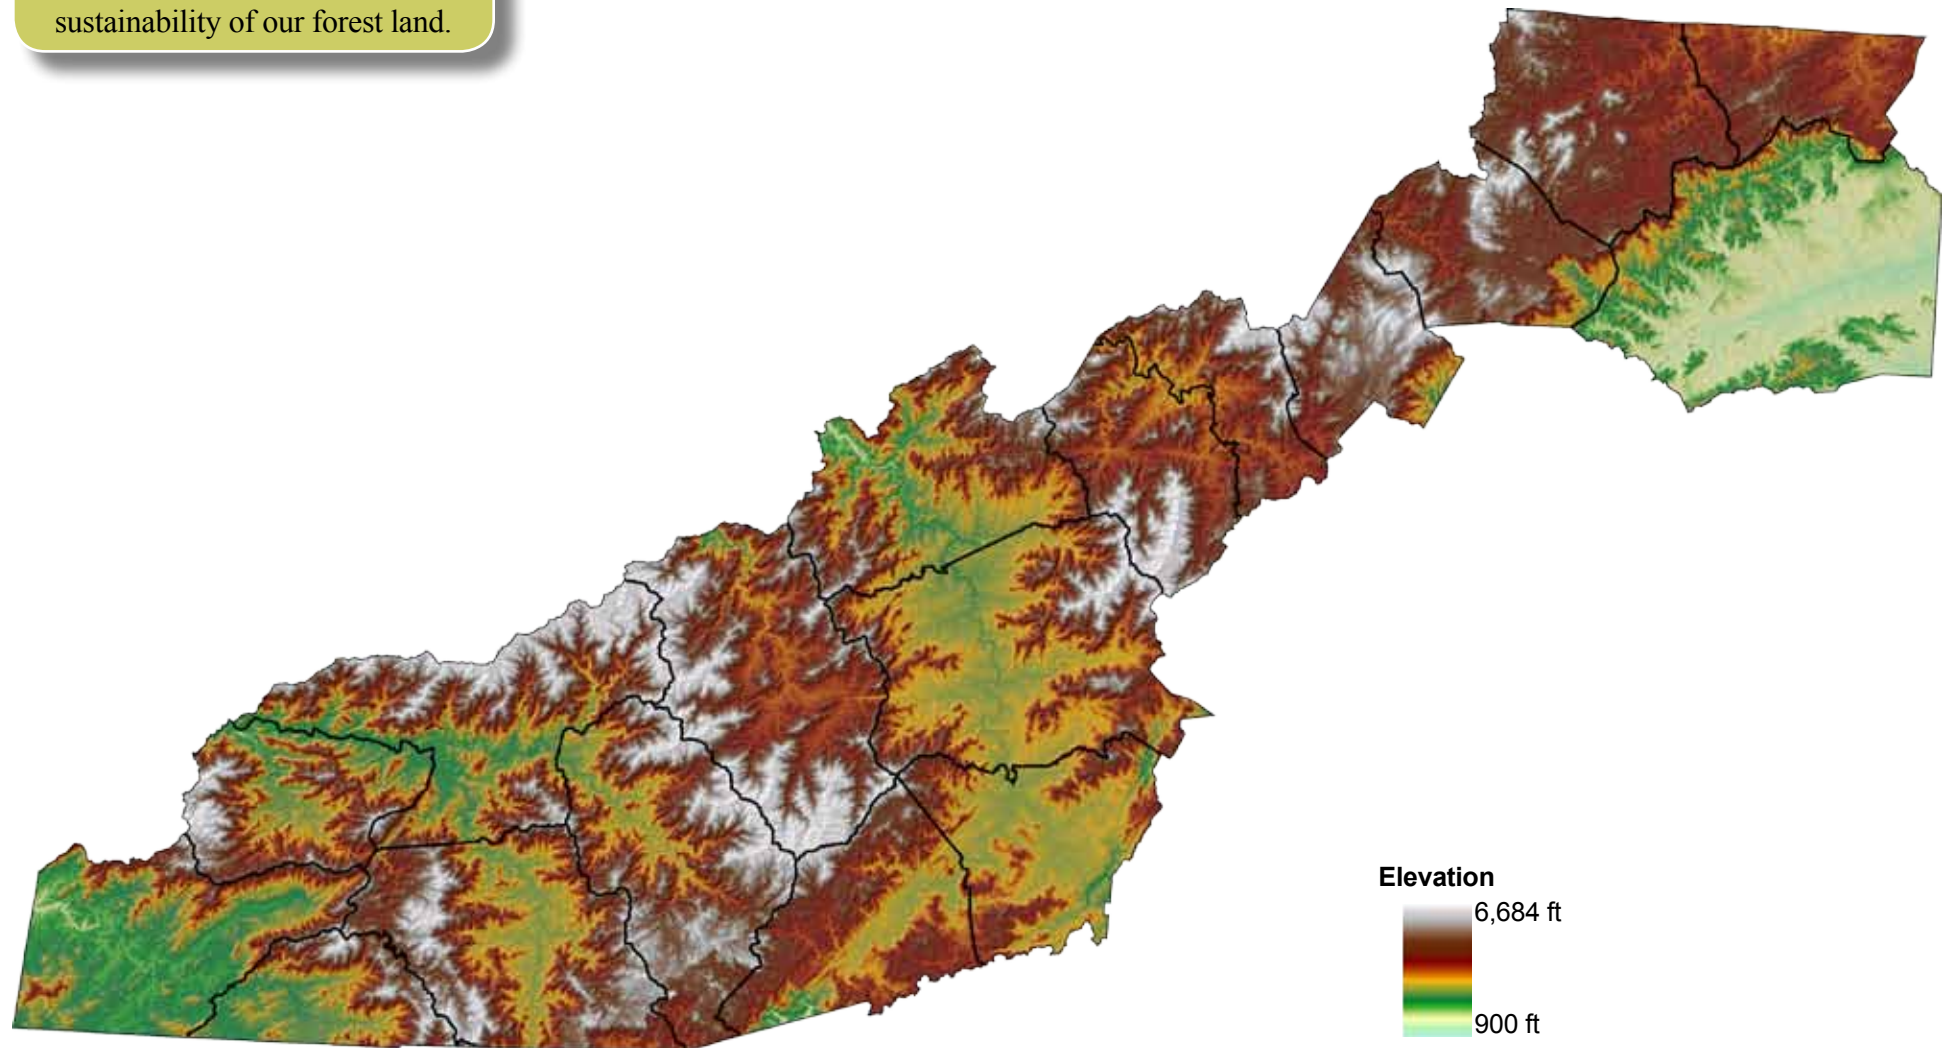 sustainability of our forest land.
Elevation
6,684 ft
900 ft